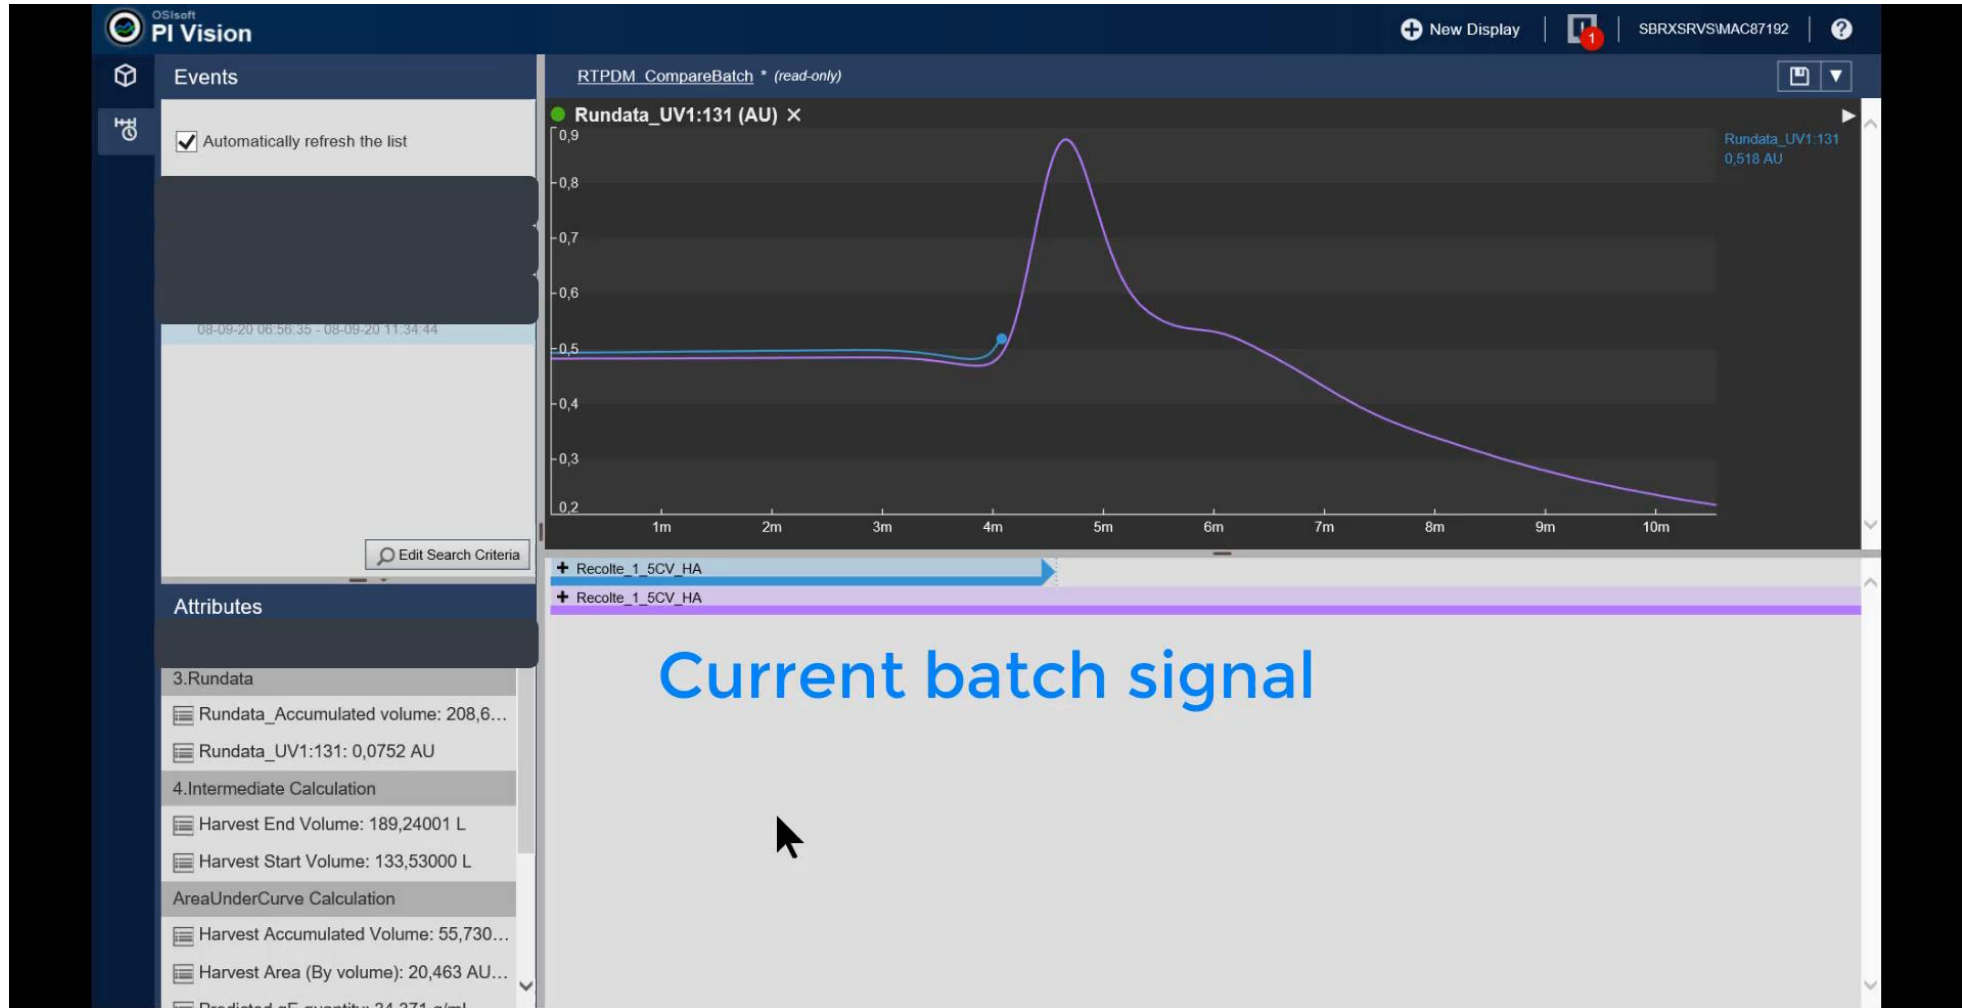 OSIsoft
PI Vision
New Display
1
SBRXSRVS\MAC87192
?
Events
RTPDM_CompareBatch * (read-only)
Automatically refresh the list
08-09-20 06:56:35 - 08-09-20 11:34:44
Edit Search Criteria
Rundata_UV1:131 (AU)
Rundata_UV1:131
0,518 AU
0,9
0,8
0,7
0,6
0,5
0,4
0,3
0,2
1m 2m 3m 4m 5m 6m 7m 8m 9m 10m
Recolte_1_5CV_HA
Recolte_1_5CV_HA
Current batch signal
Attributes
3.Rundata
Rundata_Accumulated volume: 208,6...
Rundata_UV1:131: 0,0752 AU
4.Intermediate Calculation
Harvest End Volume: 189,24001 L
Harvest Start Volume: 133,53000 L
AreaUnderCurve Calculation
Harvest Accumulated Volume: 55,730...
Harvest Area (By volume): 20,463 AU...